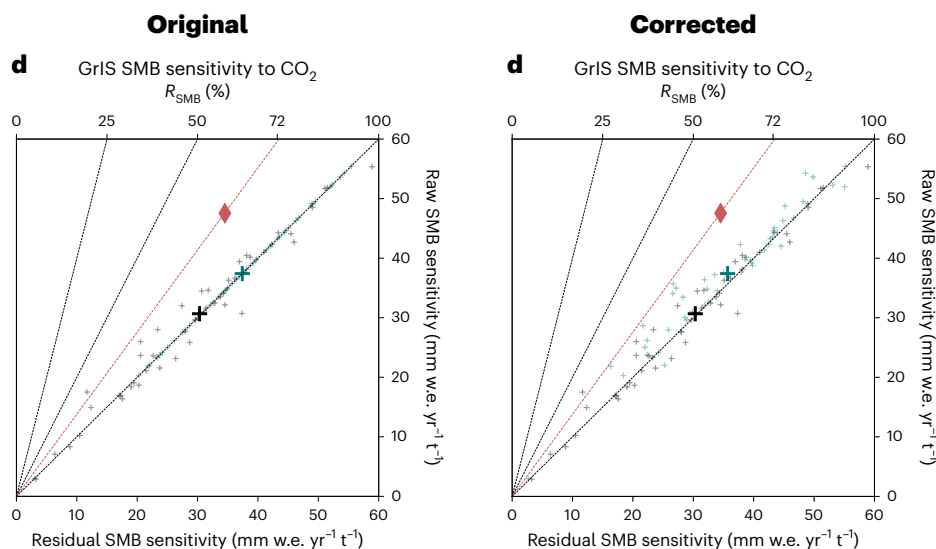 Original
d
GrIS SMB sensitivity to CO2
RSMB (%)
0 25 50 72 100
60
50
40
30
20
10
0
Raw SMB sensitivity (mm w.e. yr−1 t−1)
0 10 20 30 40 50 60
Residual SMB sensitivity (mm w.e. yr−1 t−1)
Corrected
d
GrIS SMB sensitivity to CO2
RSMB (%)
0 25 50 72 100
60
50
40
30
20
10
0
Raw SMB sensitivity (mm w.e. yr−1 t−1)
0 10 20 30 40 50 60
Residual SMB sensitivity (mm w.e. yr−1 t−1)